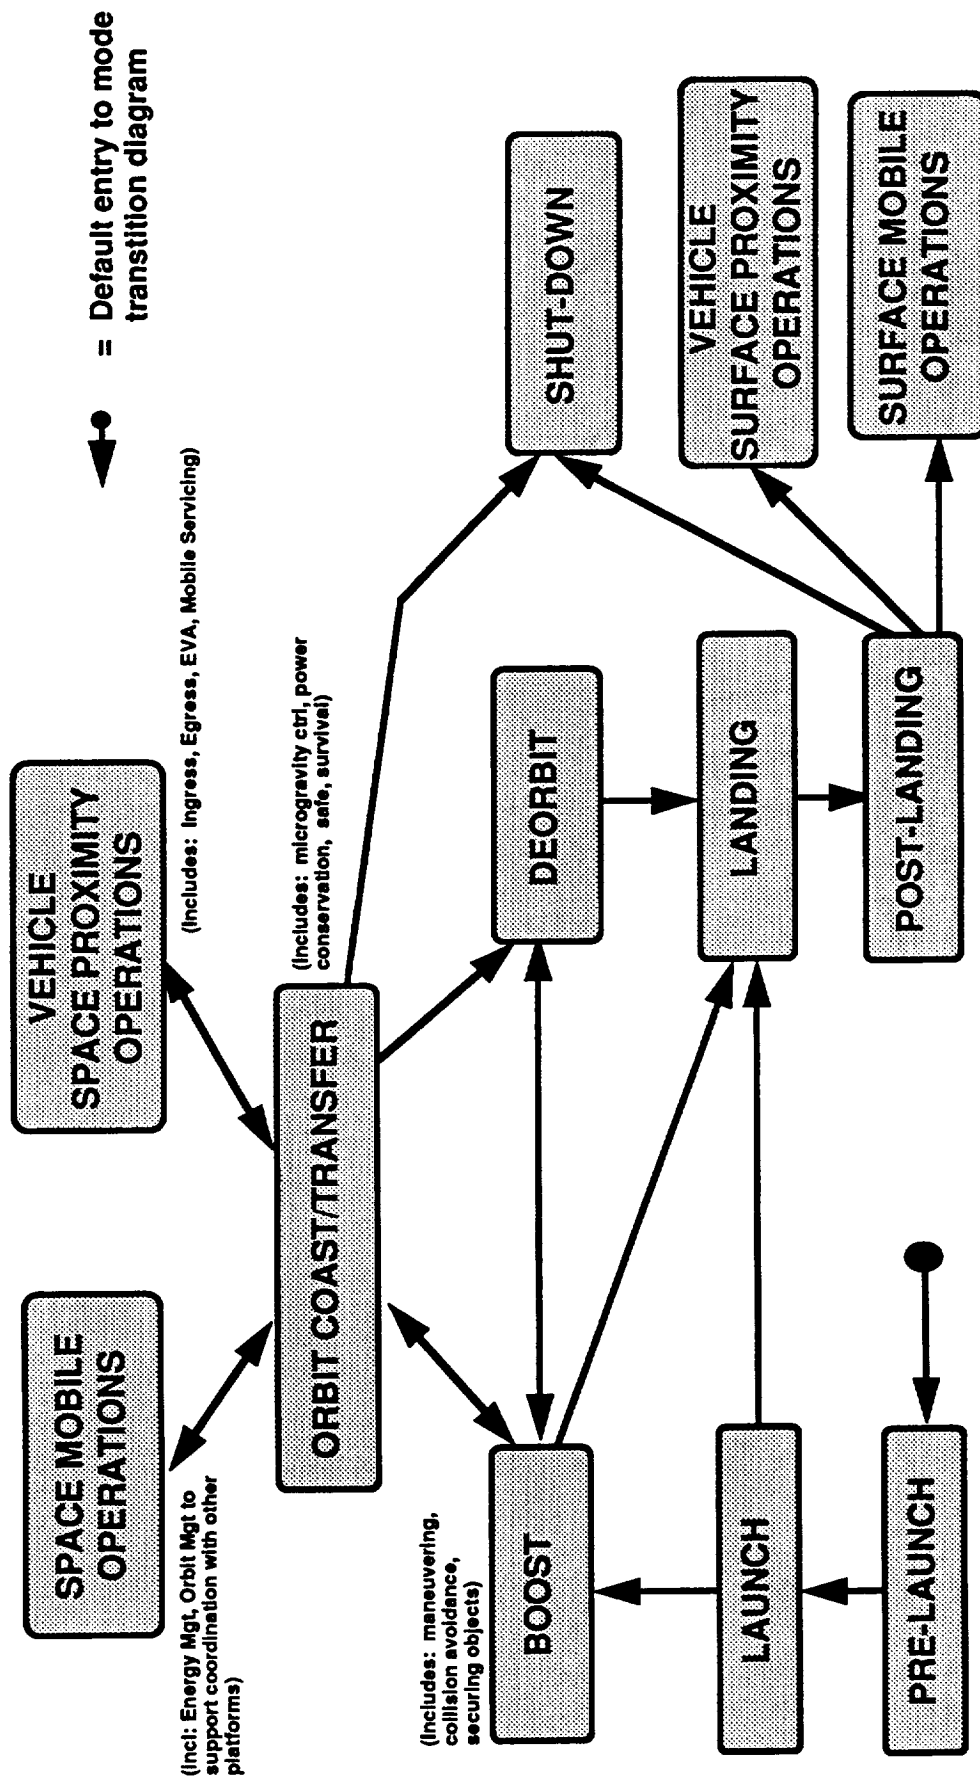 = Default entry to mode
transtition diagram
VEHICLE
SPACE PROXIMITY
OPERATIONS
(Includes: Ingress, Egress, EVA, Mobile Servicing)
SPACE MOBILE
OPERATIONS
(Incl: Energy Mgt, Orbit Mgt to
support coordination with other
platforms)
ORBIT COAST/TRANSFER
(Includes: microgravity ctrl, power
conservation, safe, survival)
BOOST
(Includes: maneuvering,
collision avoidance,
securing objects)
DEORBIT
SHUT-DOWN
LAUNCH
LANDING
VEHICLE
SURFACE PROXIMITY
OPERATIONS
PRE-LAUNCH
POST-LANDING
SURFACE MOBILE
OPERATIONS